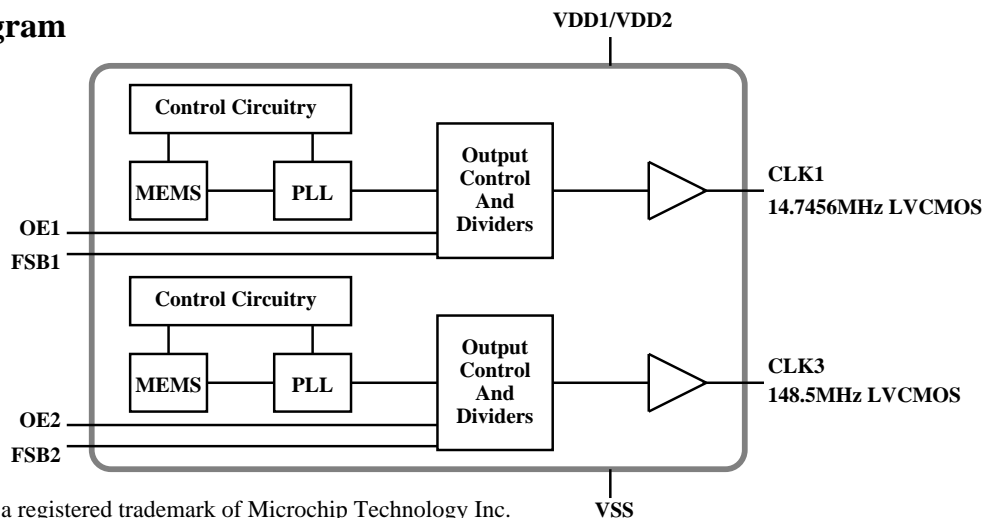 gram
VDD1/VDD2
Control Circuitry
MEMS
PLL
Output
Control
And
Dividers
CLK1
14.7456MHz LVCMOS
OE1
FSB1
Control Circuitry
MEMS
PLL
Output
Control
And
Dividers
CLK3
148.5MHz LVCMOS
OE2
FSB2
a registered trademark of Microchip Technology Inc.
VSS